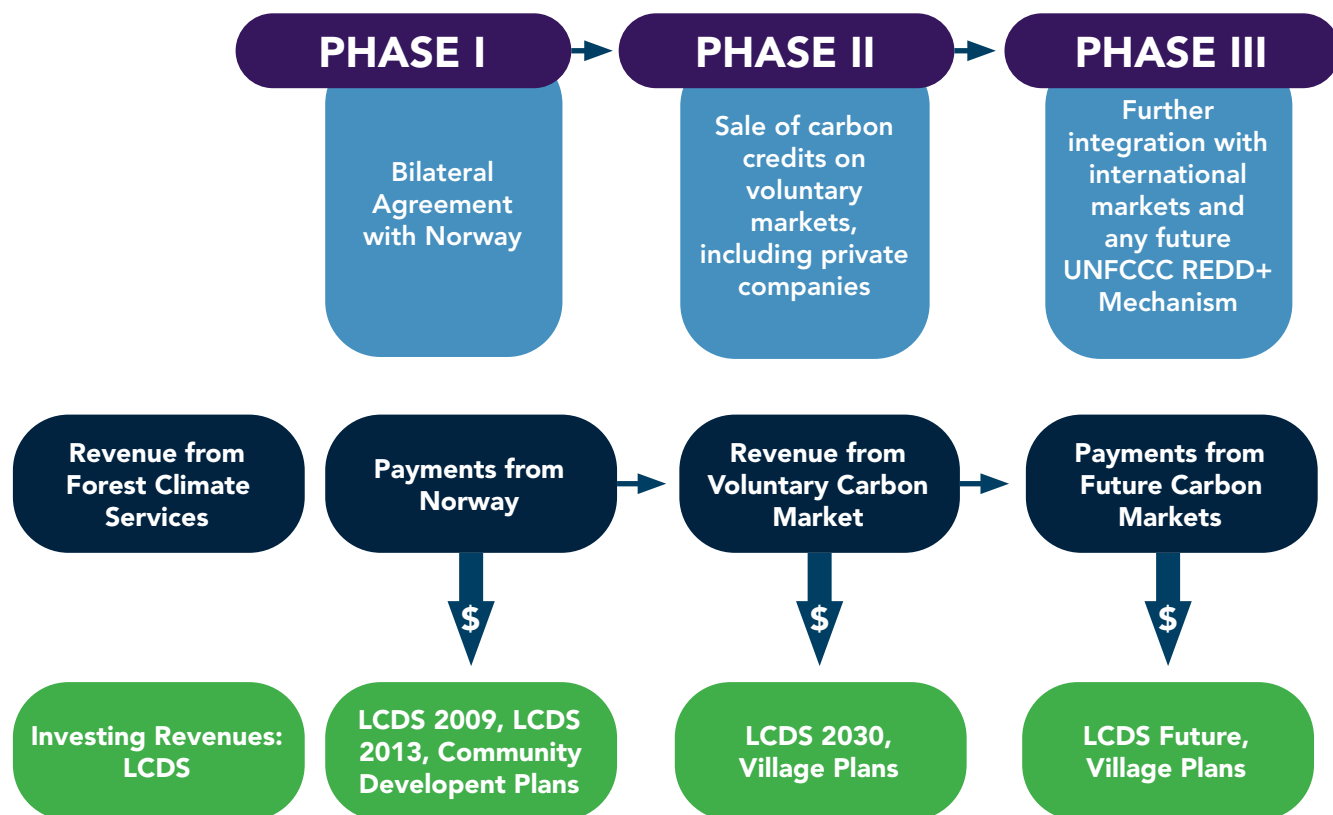 PHASE I
PHASE II
PHASE III
Bilateral
Agreement
with Norway
Sale of carbon
credits on
voluntary
markets,
including private
companies
Further
integration with
international
markets and
any future
UNFCCC REDD+
Mechanism
Revenue from
Forest Climate
Services
Payments from
Norway
Revenue from
Voluntary Carbon
Market
Payments from
Future Carbon
Markets
$
$
$
Investing Revenues:
LCDS
LCDS 2009, LCDS
2013, Community
Developent Plans
LCDS 2030,
Village Plans
LCDS Future,
Village Plans